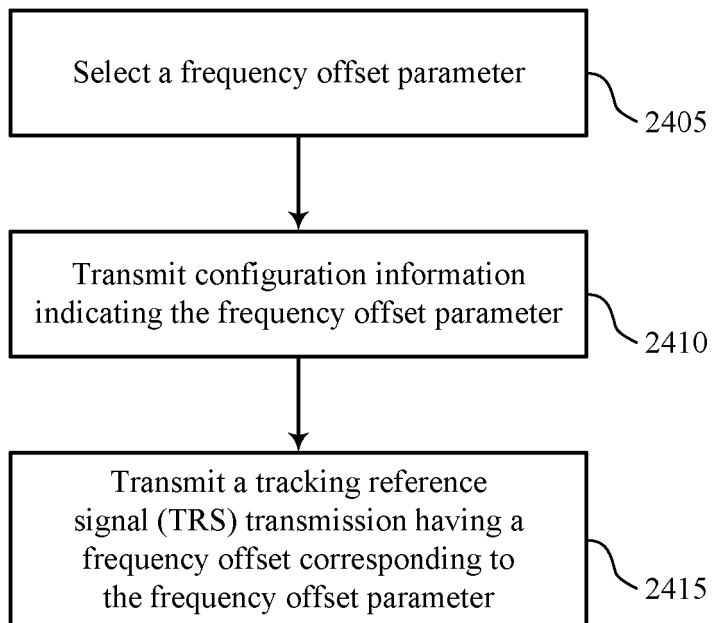 Select a frequency offset parameter
2405
Transmit configuration information
indicating the frequency offset parameter
2410
Transmit a tracking reference
signal (TRS) transmission having a
frequency offset corresponding to
the frequency offset parameter
2415